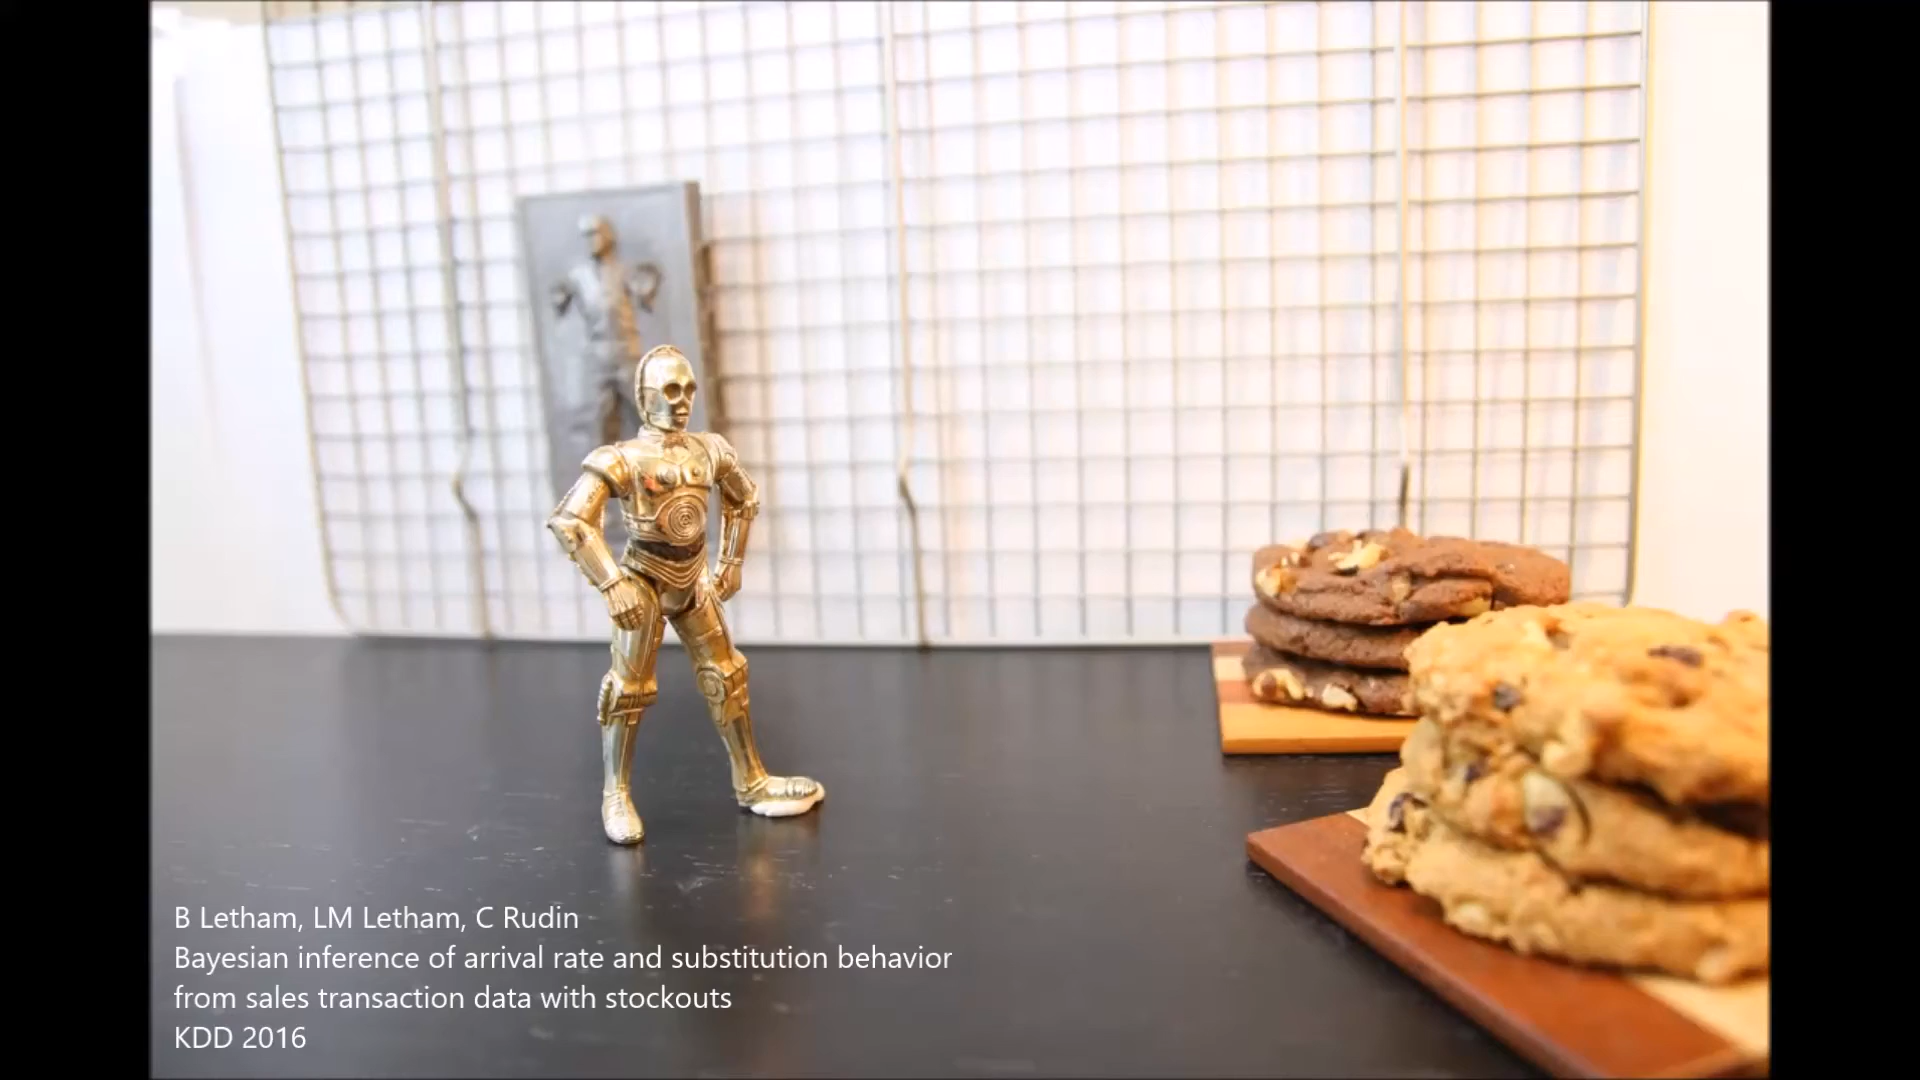 B Letham, LM Letham, C Rudin
Bayesian inference of arrival rate and substitution behavior
from sales transaction data with stockouts
KDD 2016